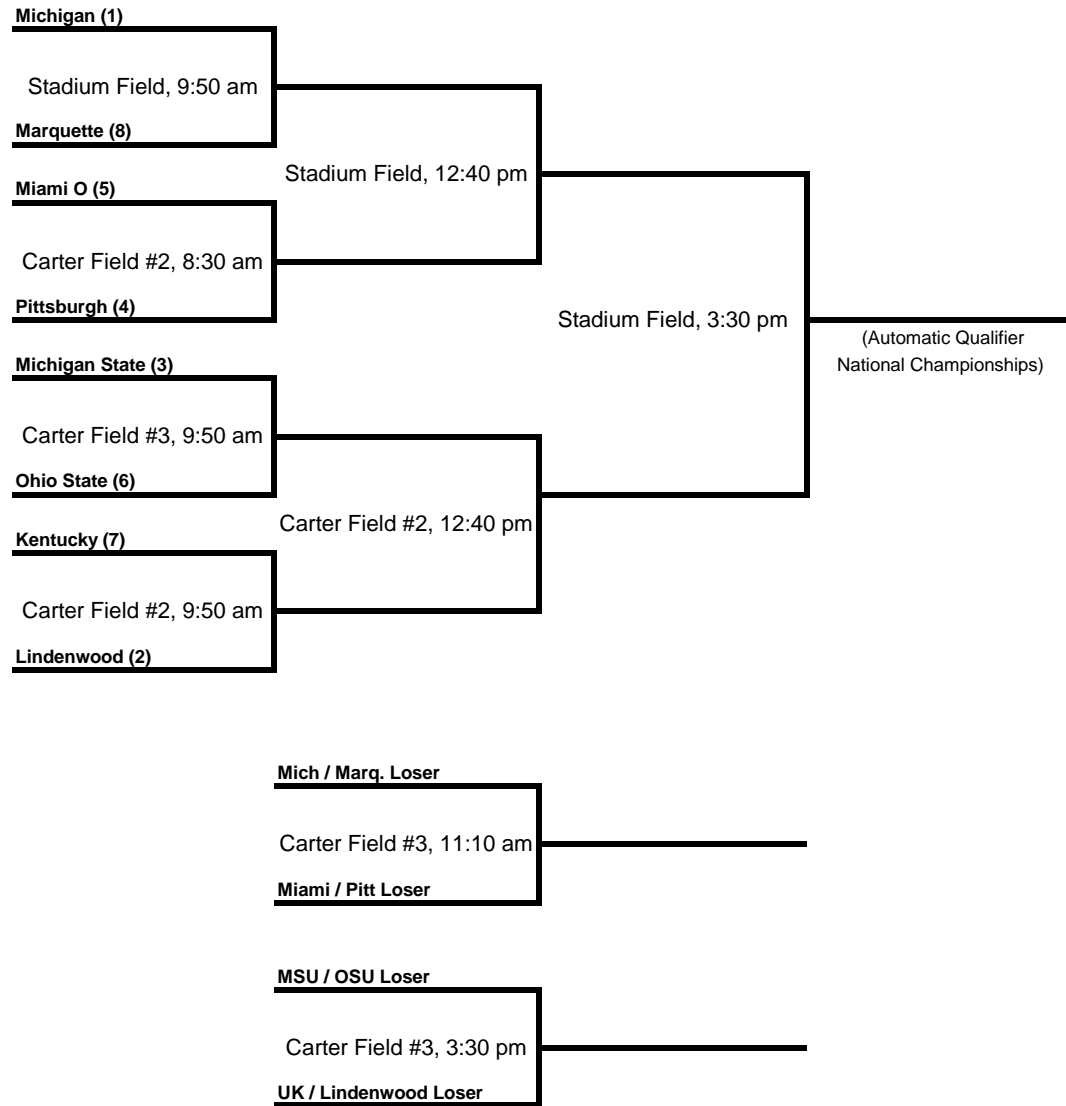 Michigan (1)
Stadium Field, 9:50 am
Marquette (8)
Stadium Field, 12:40 pm
Miami O (5)
Carter Field #2, 8:30 am
Pittsburgh (4)
Stadium Field, 3:30 pm
(Automatic Qualifier
National Championships)
Michigan State (3)
Carter Field #3, 9:50 am
Ohio State (6)
Carter Field #2, 12:40 pm
Kentucky (7)
Carter Field #2, 9:50 am
Lindenwood (2)
Mich / Marq. Loser
Carter Field #3, 11:10 am
Miami / Pitt Loser
MSU / OSU Loser
Carter Field #3, 3:30 pm
UK / Lindenwood Loser